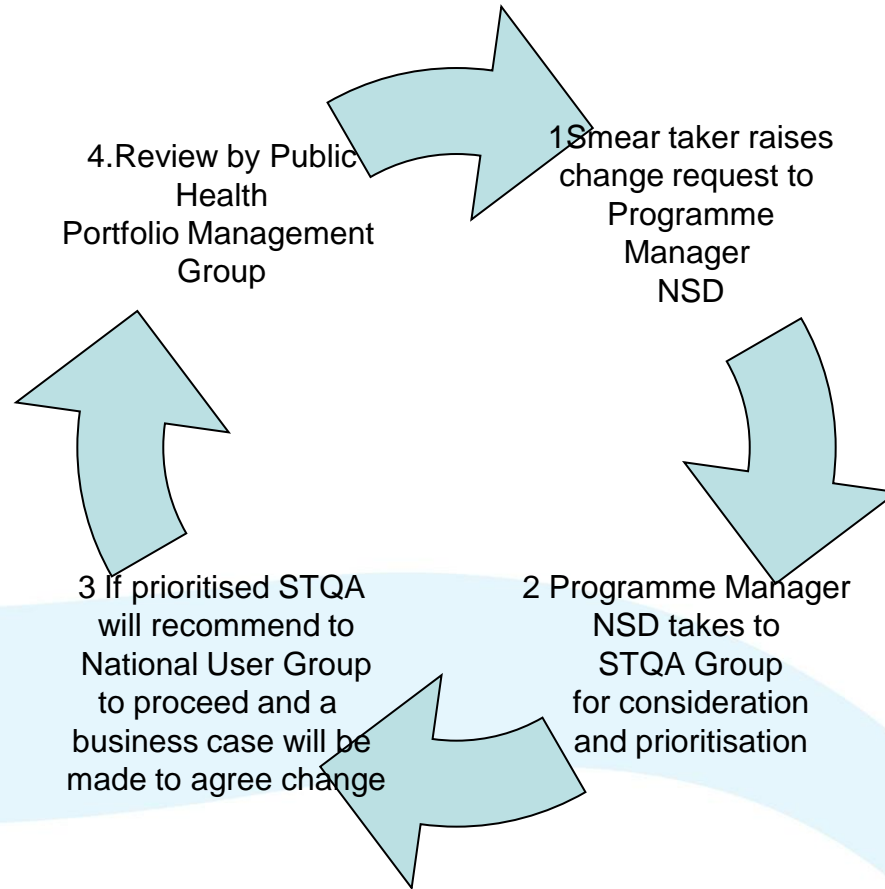 1Smear taker raises
change request to
Programme
Manager
NSD
2 Programme Manager
NSD takes to
STQA Group
for consideration
and prioritisation
3 If prioritised STQA
will recommend to
National User Group
to proceed and a
business case will be
made to agree change
4.Review by Public
Health
Portfolio Management
Group